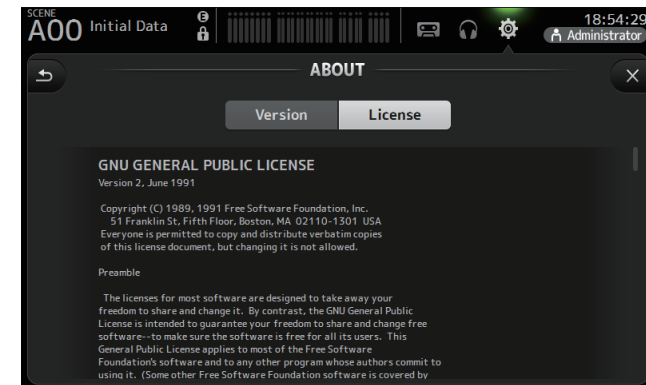 SCENE
A00 Initial Data
E
18:54:29
Administrator
ABOUT
Version
License
GNU GENERAL PUBLIC LICENSE
Version 2, June 1991
Copyright (C) 1989, 1991 Free Software Foundation, Inc.
51 Franklin St, Fifth Floor, Boston, MA 02110-1301 USA
Everyone is permitted to copy and distribute verbatim copies
of this license document, but changing it is not allowed.
Preamble
The licenses for most software are designed to take away your
freedom to share and change it. By contrast, the GNU General Public
License is intended to guarantee your freedom to share and change free
software--to make sure the software is free for all its users. This
General Public License applies to most of the Free Software
Foundation's software and to any other program whose authors commit to
using it. (Some other Free Software Foundation software is covered by